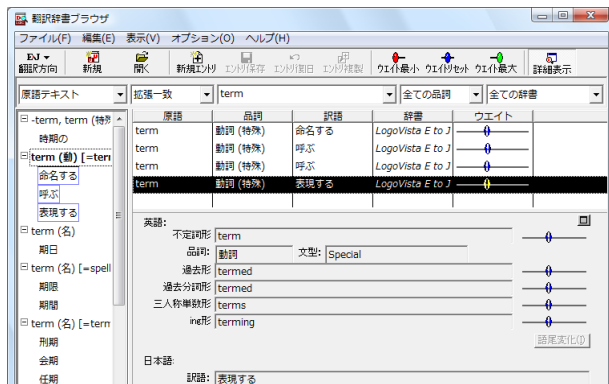 翻訳辞書ブラウザ
ファイル(F) 編集(E) 表示(V) オプション(O) ヘルプ(H)
EJ 翻訳方向 新規 開く 新規エントリ エントリ保存 エントリ復旧 エントリ複製 ウエイト最小 ウエイトリセット ウエイト最大 詳細表示
原語テキスト 拡張一致 term 全ての品詞 全ての辞書
原語 品詞 訳語 辞書 ウエイト
term 動詞 (特殊) 命名する LogoVista E to J
term 動詞 (特殊) 呼ぶ LogoVista E to J
term 動詞 (特殊) 呼ぶ LogoVista E to J
term 動詞 (特殊) 表現する LogoVista E to J
-term, term (特殊
時期の
term (動) [=term
命名する
呼ぶ
表現する
term (名)
期日
term (名) [=spell
期限
期間
term (名) [=term
刑期
会期
任期
英語:
不定詞形 term
品詞: 動詞 文型: Special
過去形 termed
過去分詞形 termed
三人称単数形 terms
ing形 terming
語尾変化(I)
日本語:
訳語: 表現する